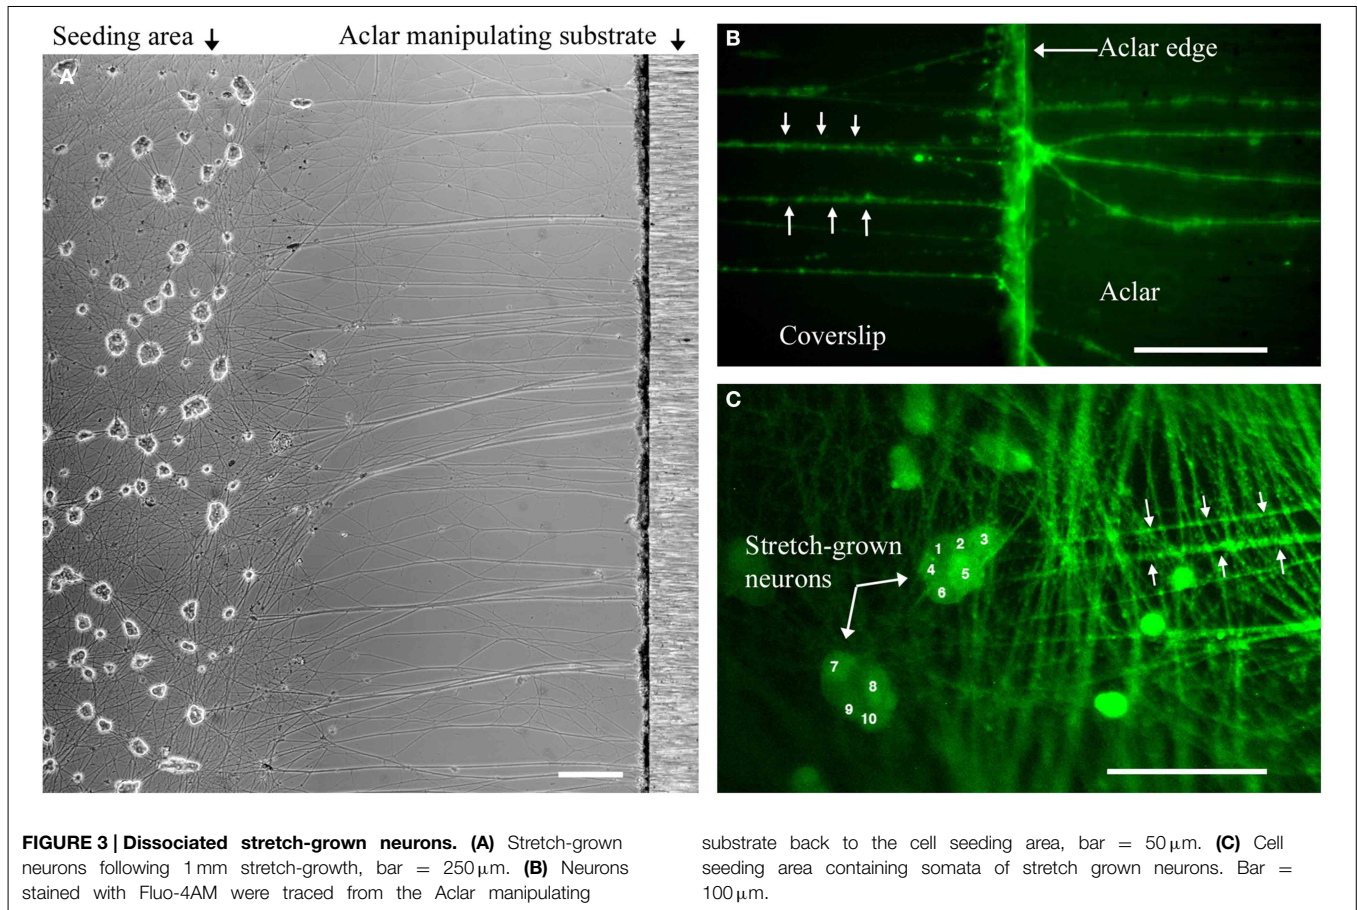 Seeding area
Aclar manipulating substrate
A
B
Aclar edge
Aclar
Coverslip
C
Stretch-grown
neurons
1 2 3
4 5
6
7
8
9 10
FIGURE 3 | Dissociated stretch-grown neurons. (A) Stretch-grown
neurons following 1 mm stretch-growth, bar = 250 μm. (B) Neurons
stained with Fluo-4AM were traced from the Aclar manipulating
substrate back to the cell seeding area, bar = 50 μm. (C) Cell
seeding area containing somata of stretch grown neurons. Bar =
100 μm.